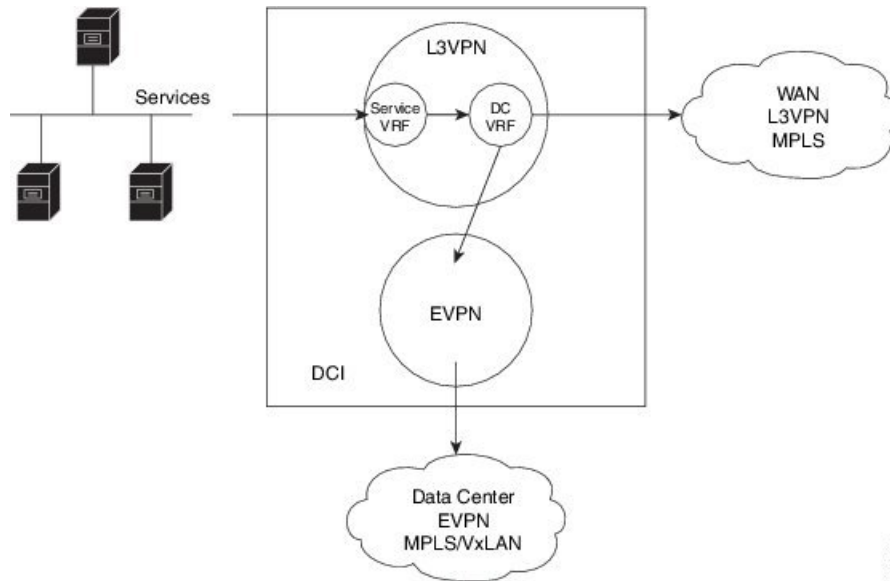 L3VPN
Services
Service
VRF
DC
VRF
WAN
L3VPN
MPLS
EVPN
DCI
Data Center
EVPN
MPLS/VxLAN